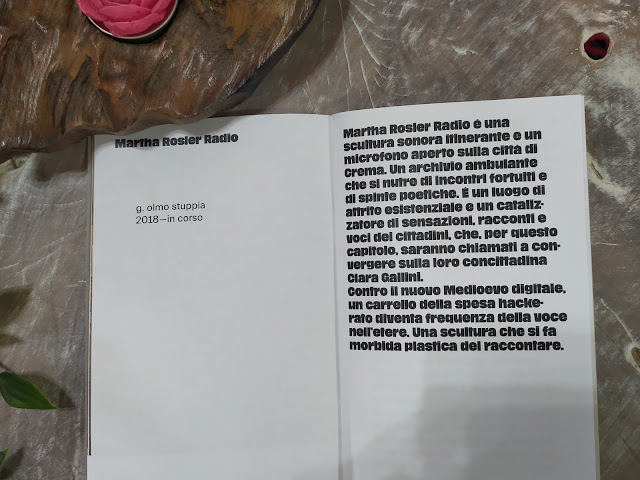 Martha Rosler Radio
g. olmo stuppia
2018—in corso
Martha Rosler Radio è una
scultura sonora itinerante e un
microfono aperto sulla città di
Crema. Un archivio ambulante
che si nutre di incontri fortuiti e
di spinte poetiche. È un luogo di
attrito esistenziale e un cataliz-
zatore di sensazioni, racconti e
voci dei cittadini, che, per questo
capitolo, saranno chiamati a con-
vergere sulla loro concittadina
Clara Gallini.
Contro il nuovo Medioevo digitale,
un carrello della spesa hacke-
rato diventa frequenza della voce
nell'etere. Una scultura che si fa
morbida plastica del raccontare.